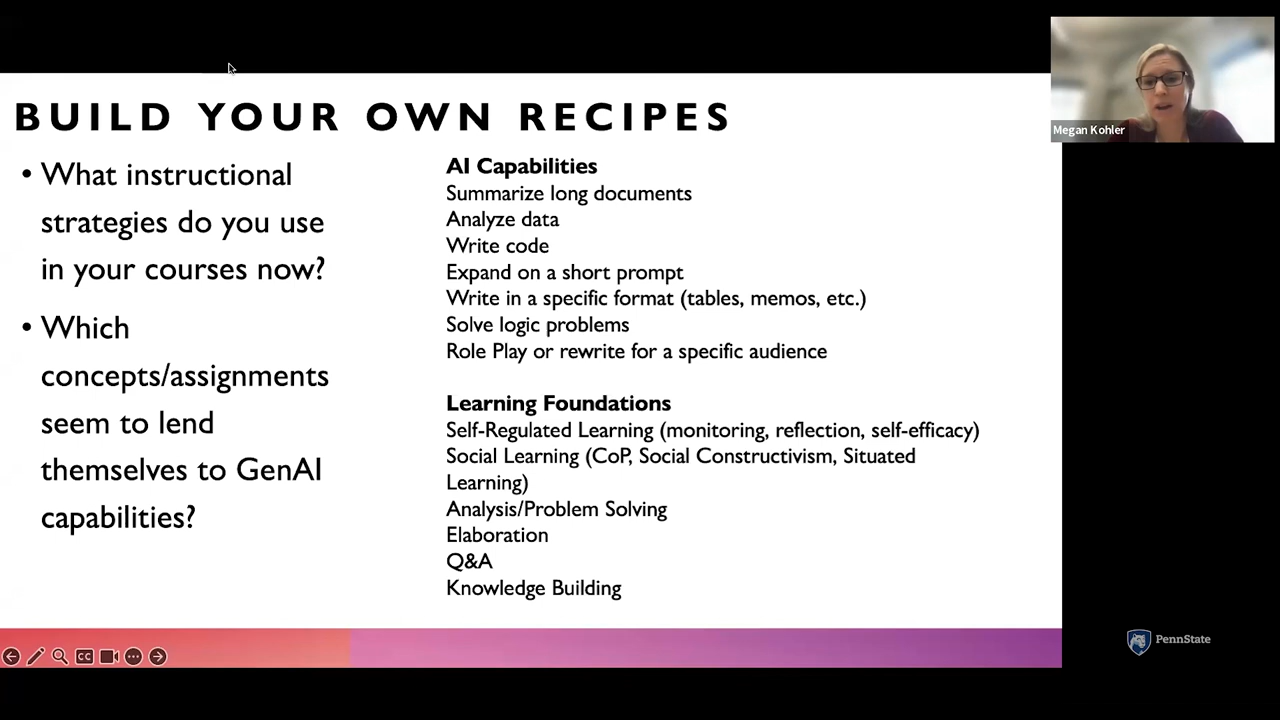 BUILD YOUR OWN RECIPES
• What instructional
strategies do you use
in your courses now?
• Which
concepts/assignments
seem to lend
themselves to GenAI
capabilities?
AI Capabilities
Summarize long documents
Analyze data
Write code
Expand on a short prompt
Write in a specific format (tables, memos, etc.)
Solve logic problems
Role Play or rewrite for a specific audience
Learning Foundations
Self-Regulated Learning (monitoring, reflection, self-efficacy)
Social Learning (CoP, Social Constructivism, Situated
Learning)
Analysis/Problem Solving
Elaboration
Q&A
Knowledge Building
Megan Kohler
CC
PennState